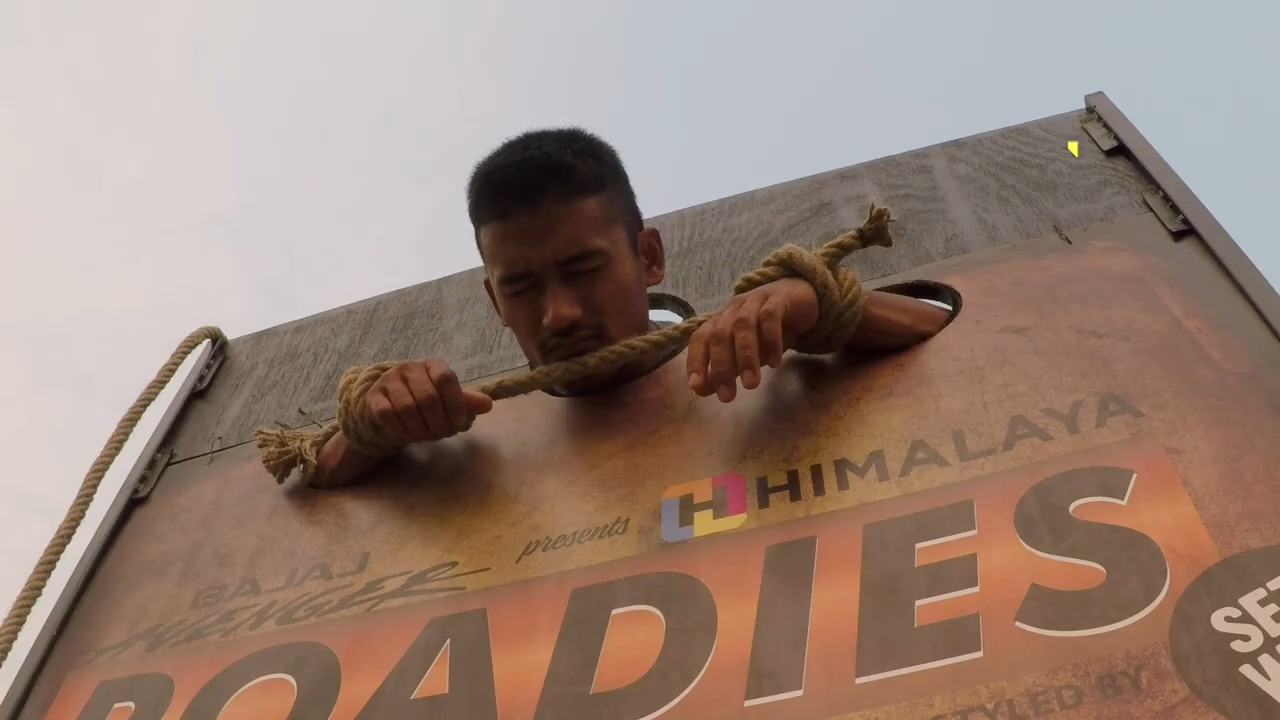 HIMALAYA
BAJAJ
AVENGER presents
ROADIES
STYLED BY
SE